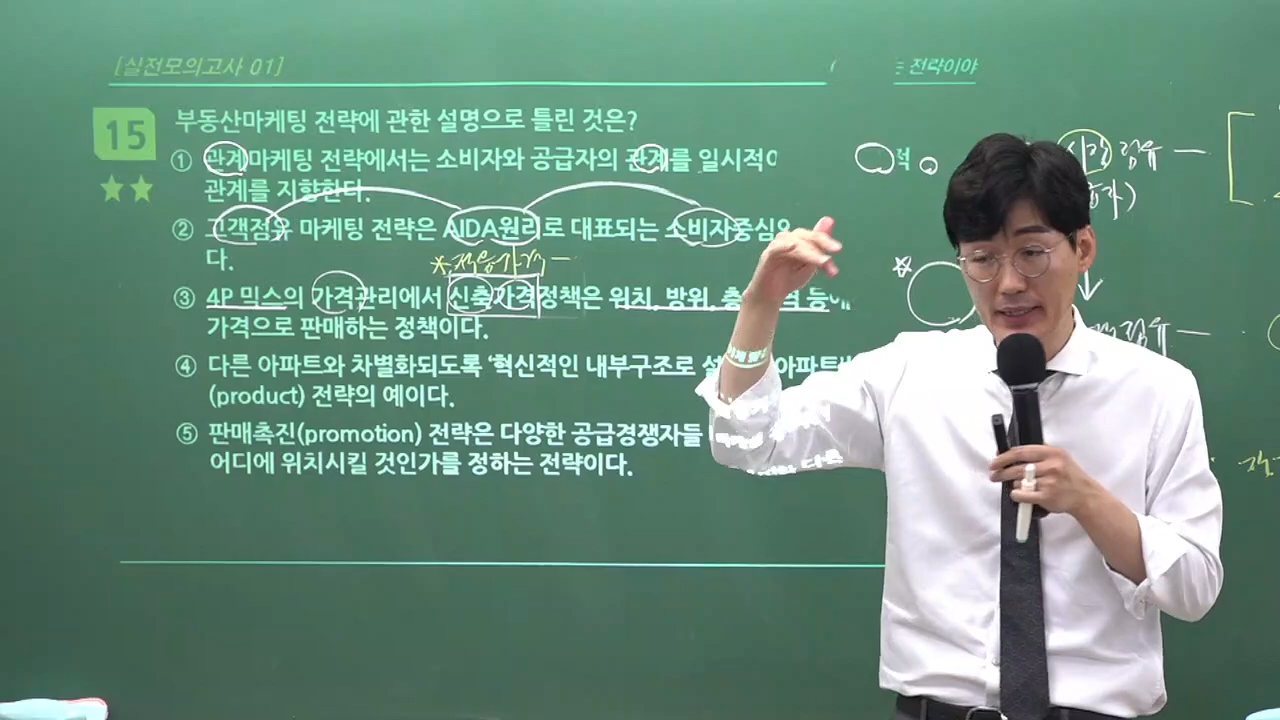 [실전모의고사 01]
전략이야
15
부동산마케팅 전략에 관한 설명으로 틀린 것은?
① 관계마케팅 전략에서는 소비자와 공급자의 관계를 일시적
적
관계를 지향한다.
② 고객점유 마케팅 전략은 AIDA원리로 대표되는 소비자중심
다.
*적응가격 —
③ 4P 믹스의 가격관리에서 신축가격정책은 위치, 방위, 층
가격으로 판매하는 정책이다.
④ 다른 아파트와 차별화되도록 '혁신적인 내부구조로 설
아파트
(product) 전략의 예이다.
⑤ 판매촉진(promotion) 전략은 다양한 공급경쟁자들
어디에 위치시킬 것인가를 정하는 전략이다.
시장 점유 —
점유 —